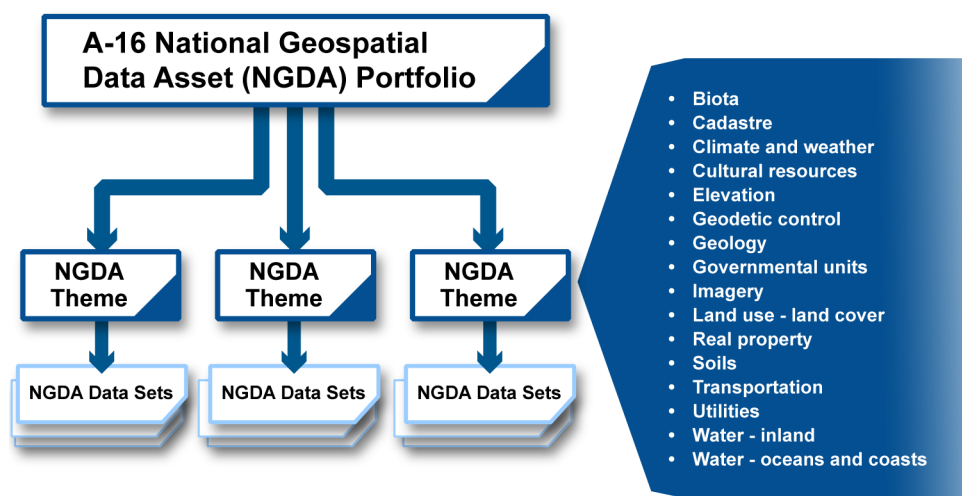 A-16 National Geospatial
Data Asset (NGDA) Portfolio
NGDA
Theme
NGDA
Theme
NGDA
Theme
NGDA Data Sets
NGDA Data Sets
NGDA Data Sets
• Biota
• Cadastre
• Climate and weather
• Cultural resources
• Elevation
• Geodetic control
• Geology
• Governmental units
• Imagery
• Land use - land cover
• Real property
• Soils
• Transportation
• Utilities
• Water - inland
• Water - oceans and coasts